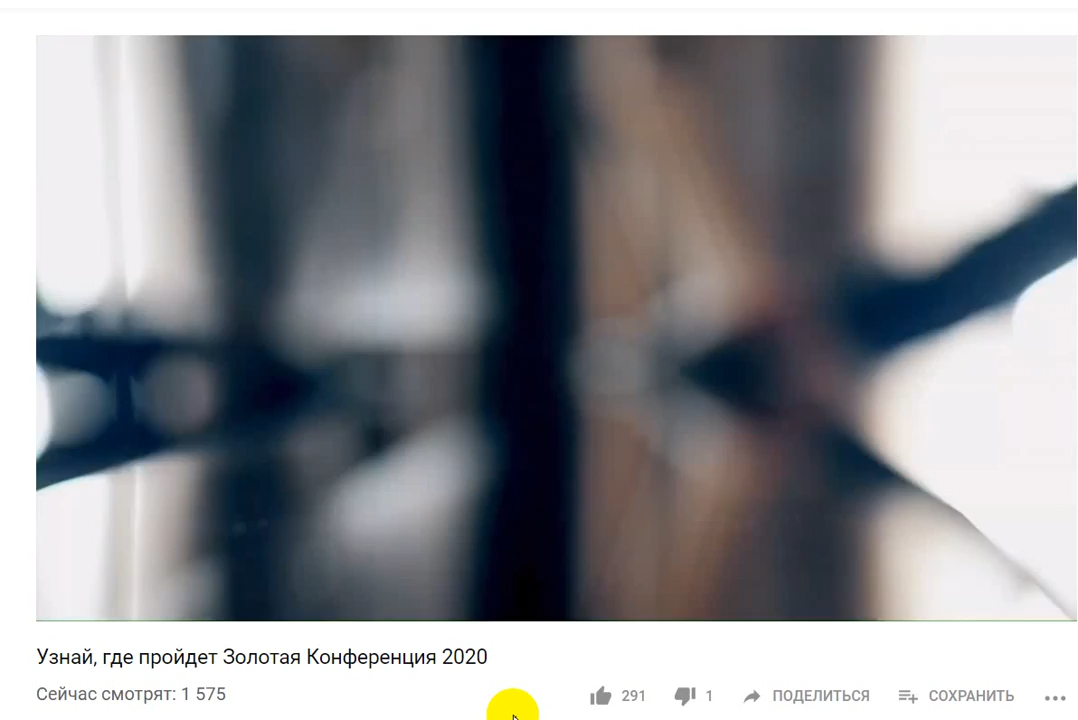 Узнай, где пройдет Золотая Конференция 2020
Сейчас смотрят: 1 575
291
1
ПОДЕЛИТЬСЯ
СОХРАНИТЬ